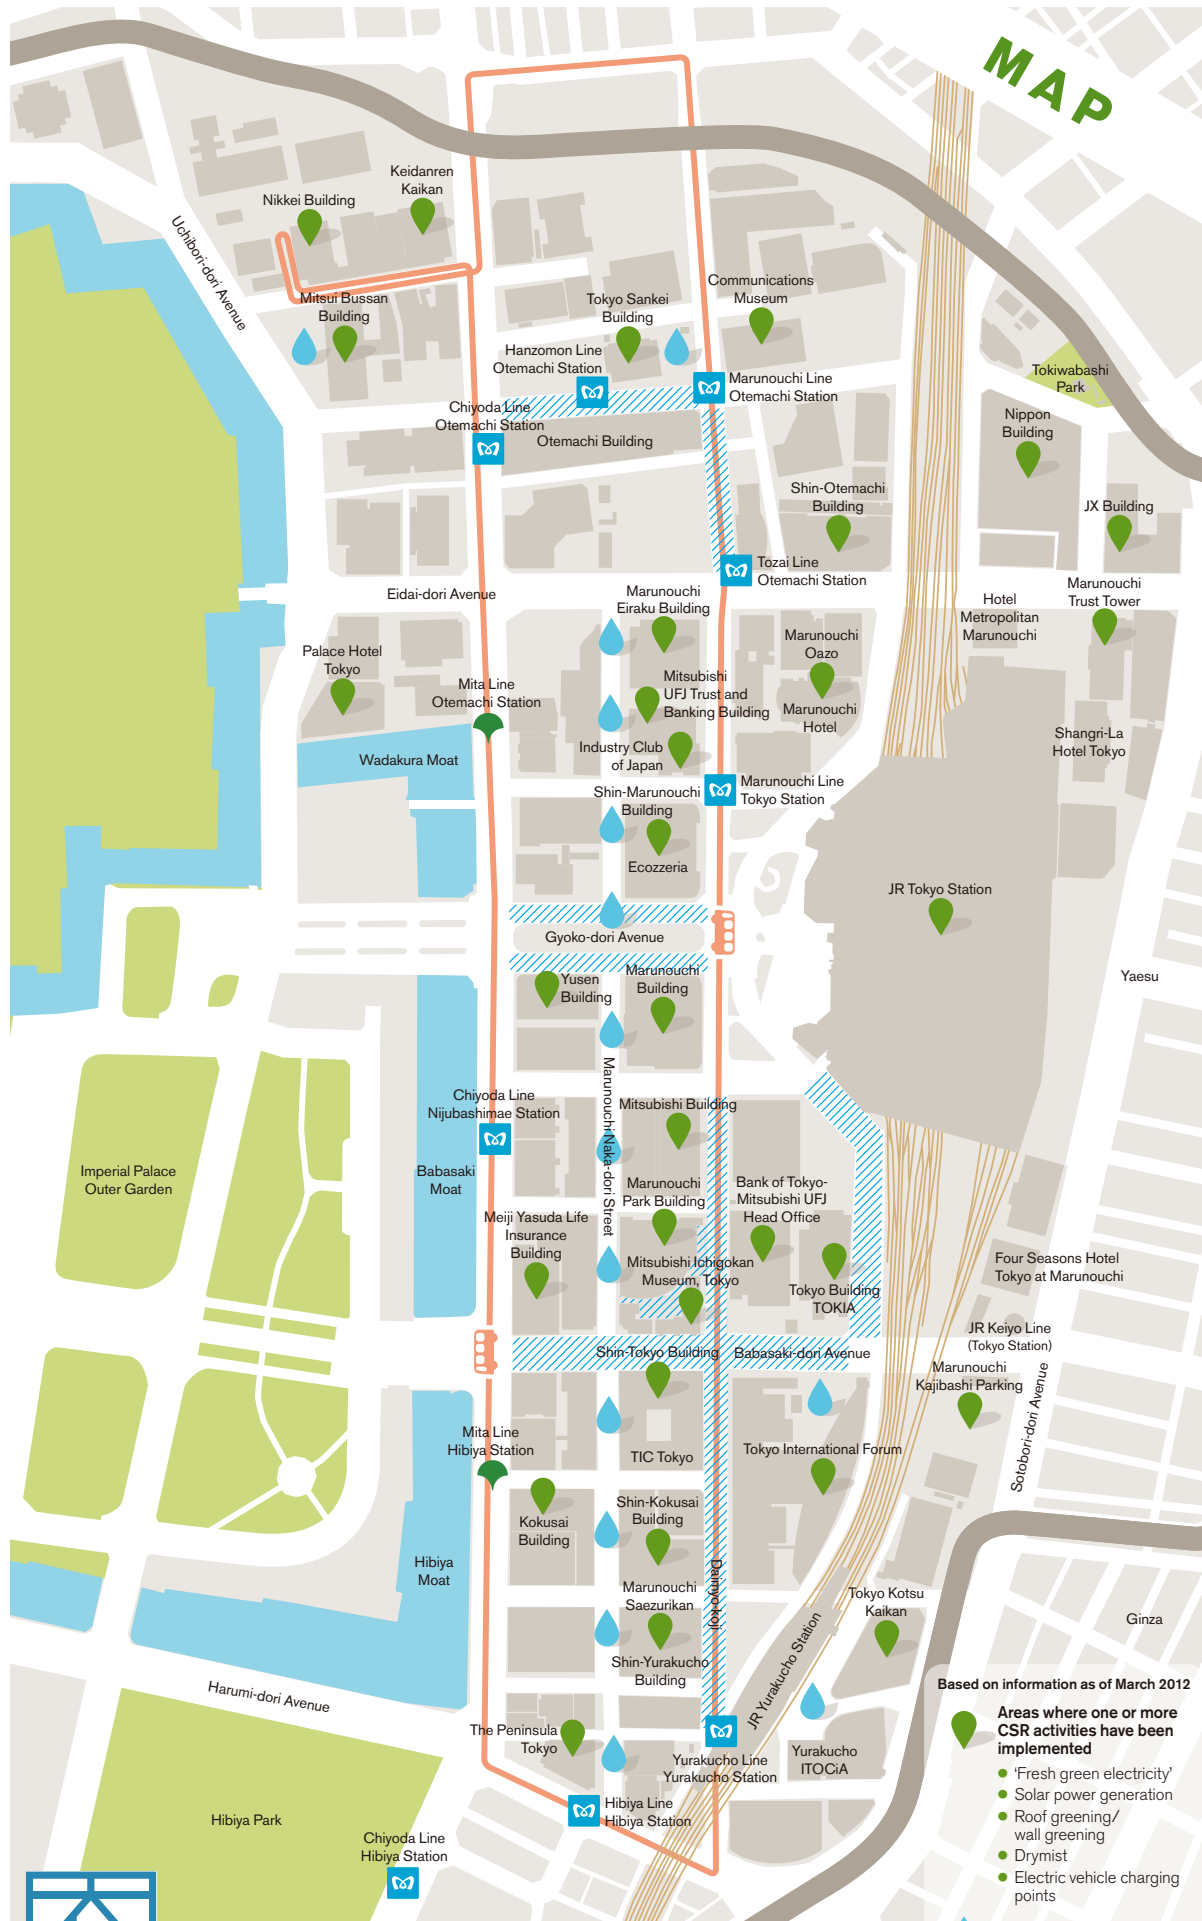 MAP
Keidanren
Kaikan
Nikkei Building
Uchibori-dori Avenue
Mitsui Bussan
Building
Tokyo Sankei
Building
Communications
Museum
Hanzomon Line
Otemachi Station
Marunouchi Line
Otemachi Station
Tokiwabashi
Park
Chiyoda Line
Otemachi Station
Otemachi Building
Nippon
Building
Shin-Otemachi
Building
JX Building
Tozai Line
Otemachi Station
Eidai-dori Avenue
Marunouchi
Eiraku Building
Hotel
Metropolitan
Marunouchi
Marunouchi
Trust Tower
Palace Hotel
Tokyo
Marunouchi
Oazo
Mita Line
Otemachi Station
Mitsubishi
UFJ Trust and
Banking Building
Marunouchi
Hotel
Shangri-La
Hotel Tokyo
Wadakura Moat
Industry Club
of Japan
Marunouchi Line
Tokyo Station
Shin-Marunouchi
Building
Ecozzeria
JR Tokyo Station
Gyoko-dori Avenue
Yusen
Building
Marunouchi
Building
Yaesu
Marunouchi Naka-dori Street
Chiyoda Line
Nijubashimae Station
Mitsubishi Building
Imperial Palace
Outer Garden
Babasaki
Moat
Marunouchi
Park Building
Bank of Tokyo-
Mitsubishi UFJ
Head Office
Meiji Yasuda Life
Insurance
Building
Mitsubishi Ichigokan
Museum, Tokyo
Tokyo Building
TOKIA
Four Seasons Hotel
Tokyo at Marunouchi
JR Keiyo Line
(Tokyo Station)
Shin-Tokyo Building
Babasaki-dori Avenue
Marunouchi
Kajibashi Parking
Sotobori-dori Avenue
Mita Line
Hibiya Station
TIC Tokyo
Tokyo International Forum
Kokusai
Building
Shin-Kokusai
Building
Hibiya
Moat
Daimyo-koji
Marunouchi
Saezurikan
Tokyo Kotsu
Kaikan
Ginza
JR Yurakucho Station
Shin-Yurakucho
Building
Harumi-dori Avenue
The Peninsula
Tokyo
Yurakucho Line
Yurakucho Station
Yurakucho
ITOCiA
Hibiya Line
Hibiya Station
Hibiya Park
Chiyoda Line
Hibiya Station
Based on information as of March 2012
Areas where one or more
CSR activities have been
implemented
'Fresh green electricity'
Solar power generation
Roof greening/
wall greening
Drymist
Electric vehicle charging
points